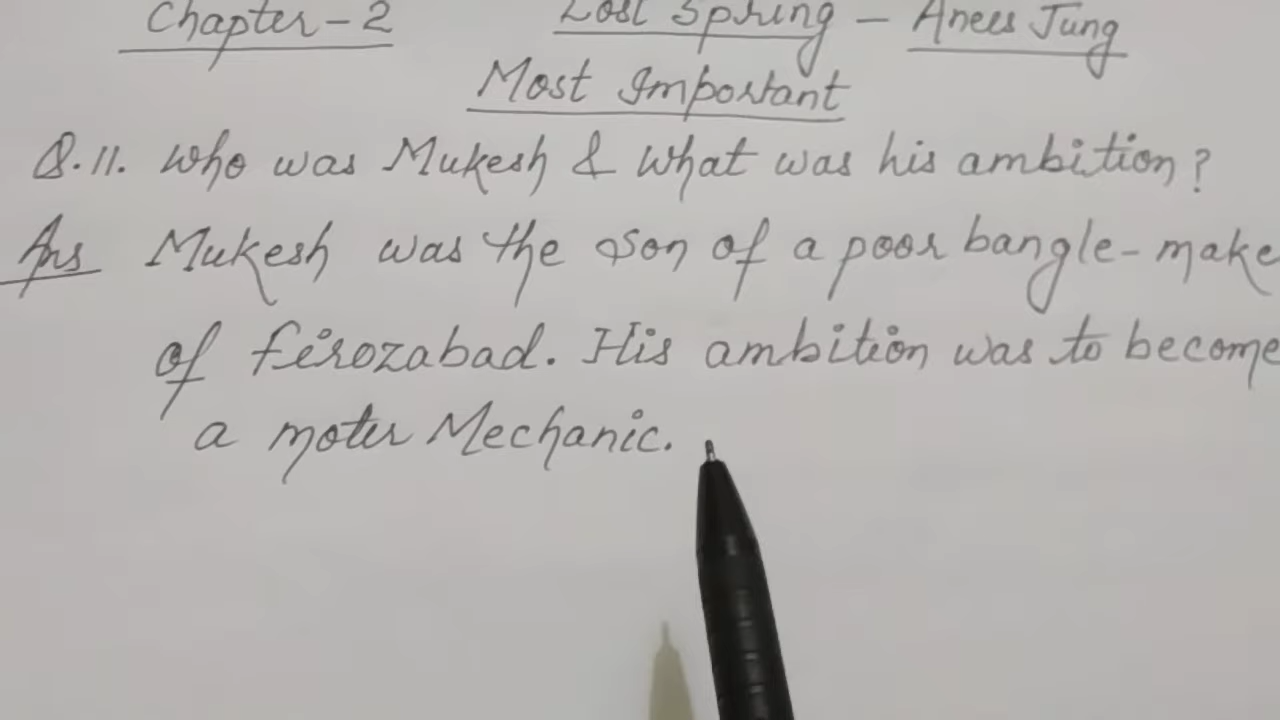 Chapter-2 Lost Spring - Anees Jung
Most Important
Q.11. Who was Mukesh & What was his ambition?
Ans Mukesh was the son of a poor bangle-make
of firozabad. His ambition was to become
a moter Mechanic.